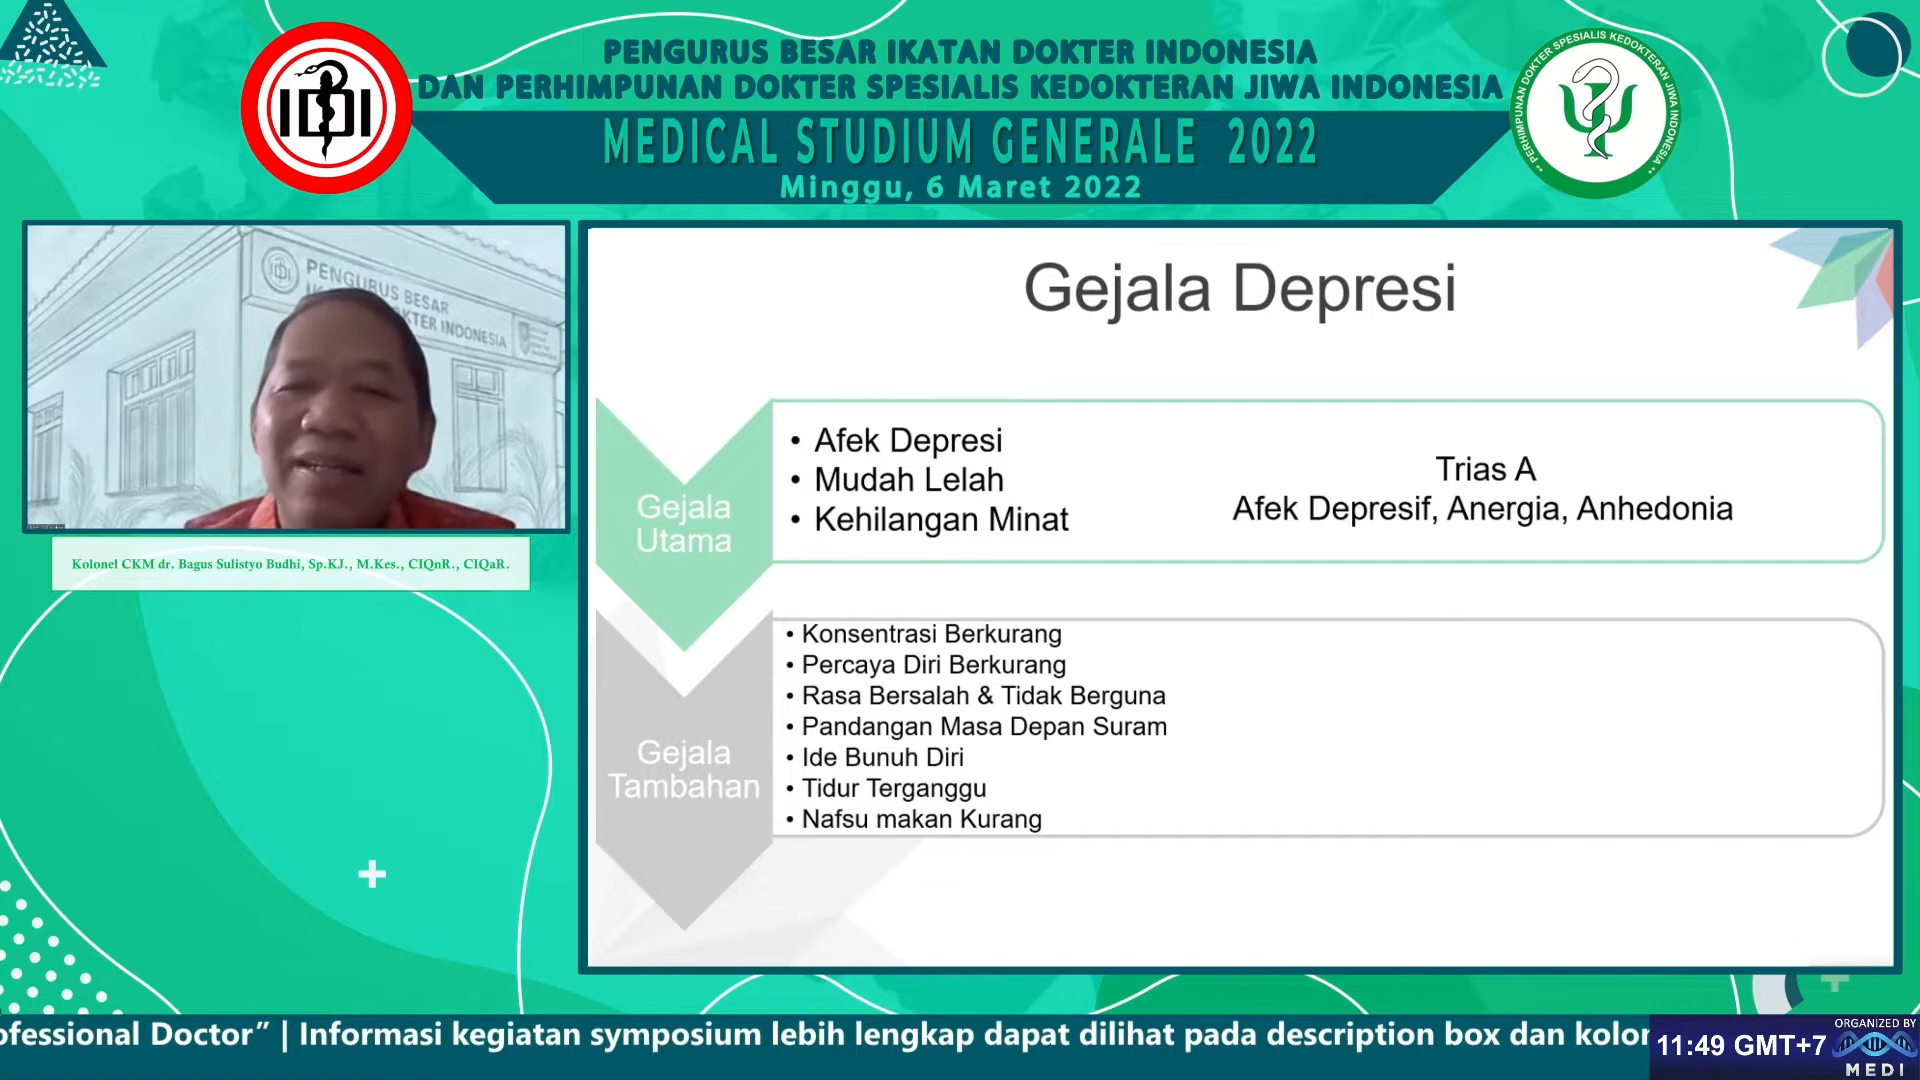 PENGURUS BESAR IKATAN DOKTER INDONESIA
DAN PERHIMPUNAN DOKTER SPESIALIS KEDOKTERAN JIWA INDONESIA
MEDICAL STUDIUM GENERALE 2022
Minggu, 6 Maret 2022
IDI
PERHIMPUNAN DOKTER SPESIALIS KEDOKTERAN JIWA INDONESIA
PENGURUS BESAR
KTER INDONESIA
Kolonel CKM dr. Bagus Sulistyo Budhi, Sp.KJ., M.Kes., CIQnR., CIQaR.
Gejala Depresi
Gejala
Utama
• Afek Depresi
• Mudah Lelah
• Kehilangan Minat
Trias A
Afek Depresif, Anergia, Anhedonia
Gejala
Tambahan
• Konsentrasi Berkurang
• Percaya Diri Berkurang
• Rasa Bersalah & Tidak Berguna
• Pandangan Masa Depan Suram
• Ide Bunuh Diri
• Tidur Terganggu
• Nafsu makan Kurang
ofessional Doctor” | Informasi kegiatan symposium lebih lengkap dapat dilihat pada description box dan kolo
11:49 GMT+7
ORGANIZED BY
MEDI